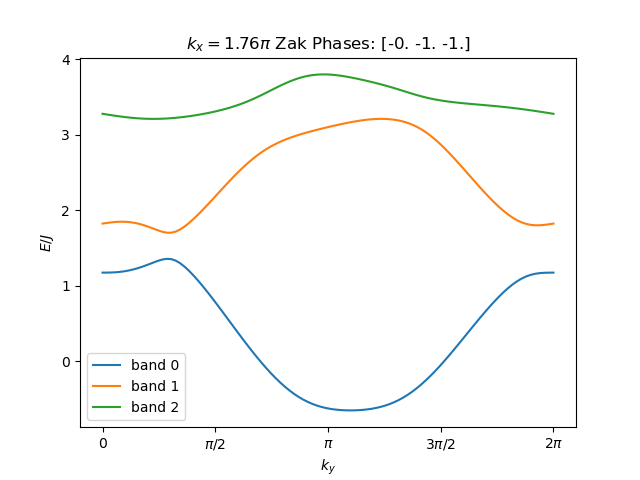 k_x = 1.76π Zak Phases: [-0. -1. -1.]
4
3
2
1
0
E/J
band 0
band 1
band 2
0 π/2 π 3π/2 2π
k_y